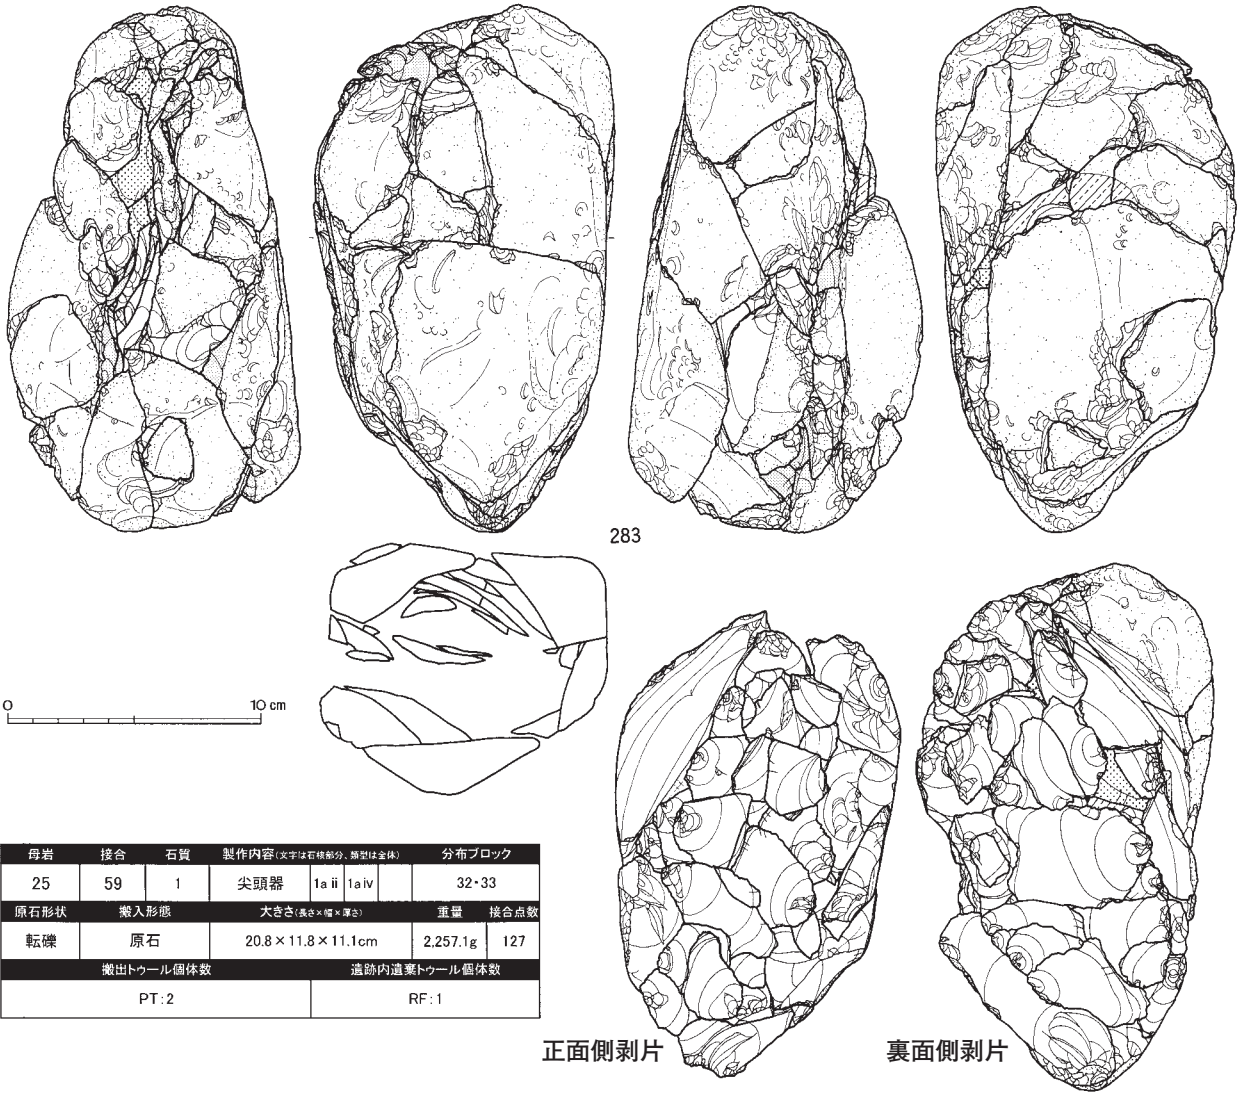 283
0 10 cm
母岩 接合 石質 製作内容(文字は石核部分、類型は全体) 分布ブロック
25 59 1 尖頭器 1a ii 1a iv 32・33
原石形状 搬入形態 大きさ(長さ×幅×厚さ) 重量 接合点数
転礫 原石 20.8×11.8×11.1cm 2,257.1g 127
搬出トゥール個体数 遺跡内遺棄トゥール個体数
PT:2 RF:1
正面側剥片 裏面側剥片